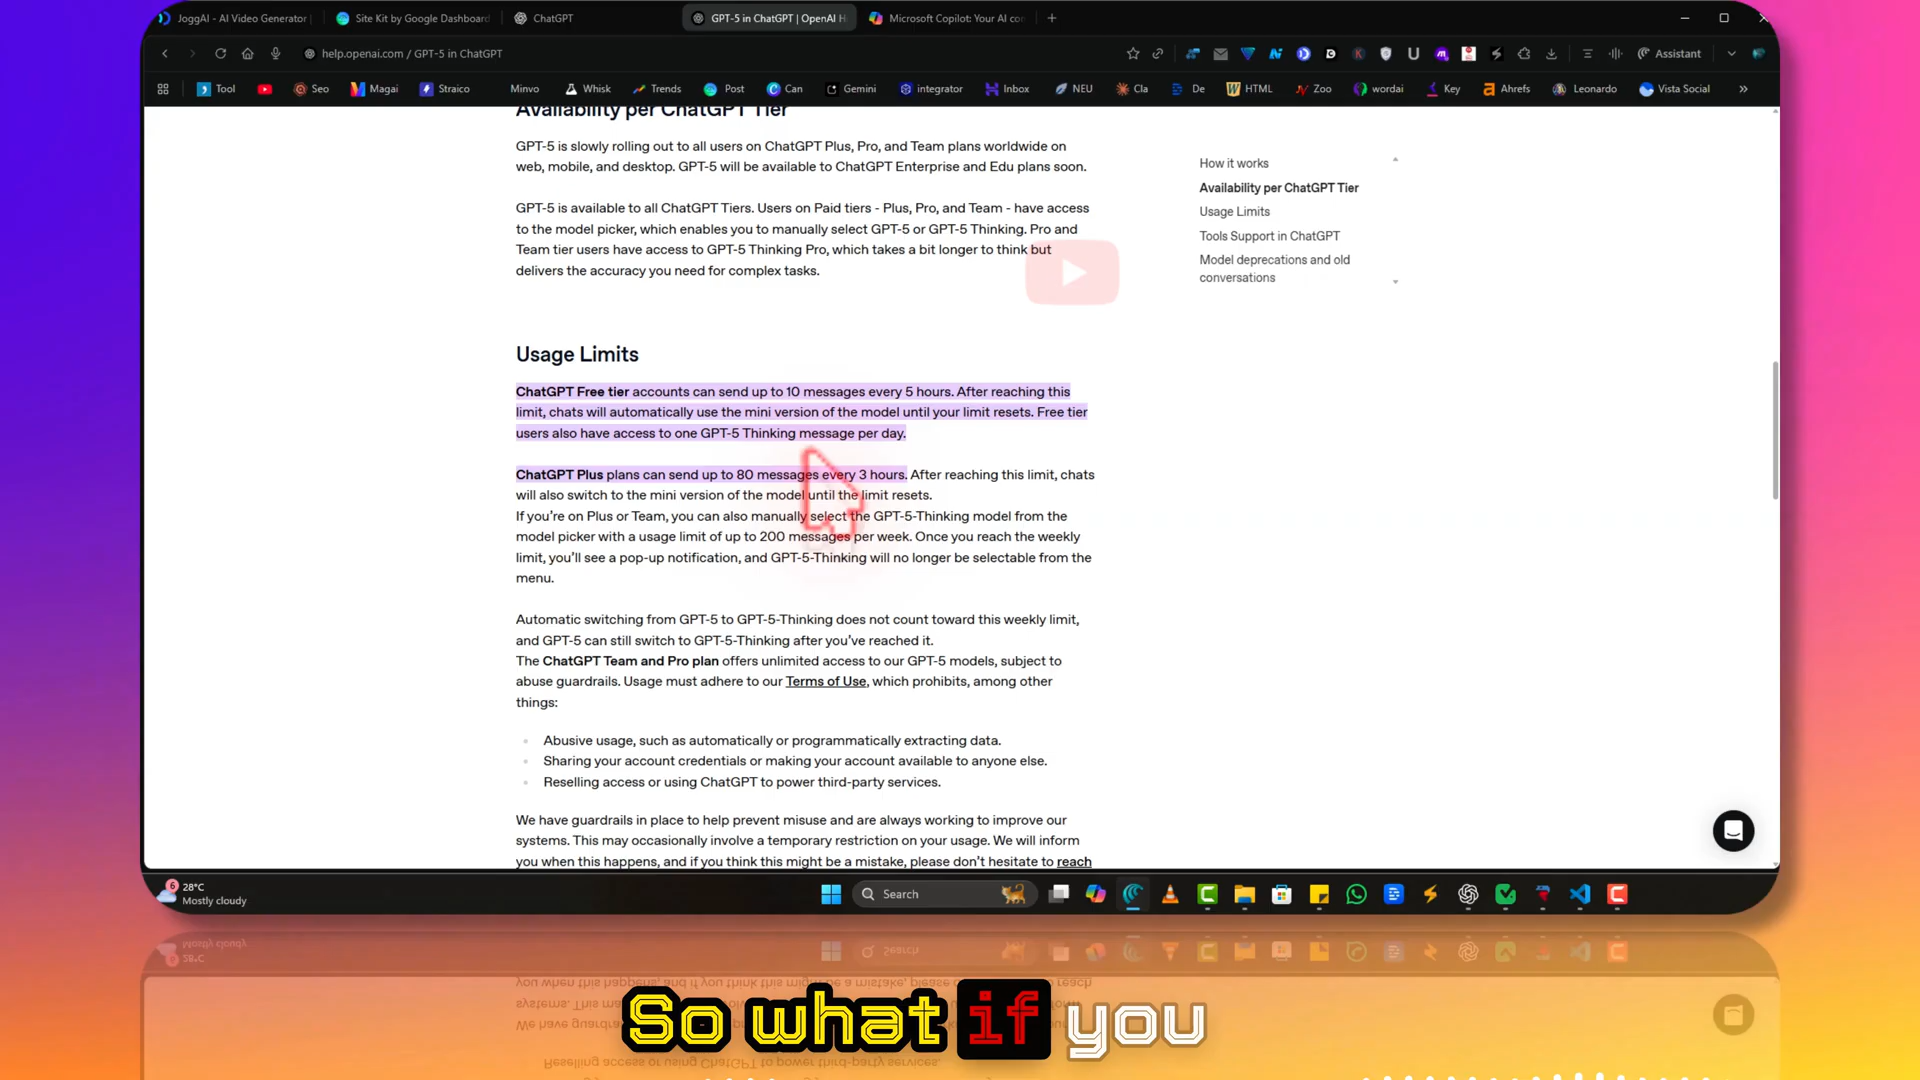 JoggAI - AI Video Generator
Site Kit by Google Dashboard
ChatGPT
GPT-5 in ChatGPT | OpenAI H
Microsoft Copilot: Your AI co
help.openai.com / GPT-5 in ChatGPT
Assistant
Tool
Seo
Magai
Straico
Minvo
Whisk
Trends
Post
Can
Gemini
integrator
Inbox
NEU
Cla
De
HTML
Zoo
wordai
Key
Ahrefs
Leonardo
Vista Social
Availability per ChatGPT Tier
GPT-5 is slowly rolling out to all users on ChatGPT Plus, Pro, and Team plans worldwide on
web, mobile, and desktop. GPT-5 will be available to ChatGPT Enterprise and Edu plans soon.
GPT-5 is available to all ChatGPT Tiers. Users on Paid tiers - Plus, Pro, and Team - have access
to the model picker, which enables you to manually select GPT-5 or GPT-5 Thinking. Pro and
Team tier users have access to GPT-5 Thinking Pro, which takes a bit longer to think but
delivers the accuracy you need for complex tasks.
How it works
Availability per ChatGPT Tier
Usage Limits
Tools Support in ChatGPT
Model deprecations and old
conversations
Usage Limits
ChatGPT Free tier accounts can send up to 10 messages every 5 hours. After reaching this
limit, chats will automatically use the mini version of the model until your limit resets. Free tier
users also have access to one GPT-5 Thinking message per day.
ChatGPT Plus plans can send up to 80 messages every 3 hours. After reaching this limit, chats
will also switch to the mini version of the model until the limit resets.
If you're on Plus or Team, you can also manually select the GPT-5-Thinking model from the
model picker with a usage limit of up to 200 messages per week. Once you reach the weekly
limit, you'll see a pop-up notification, and GPT-5-Thinking will no longer be selectable from the
menu.
Automatic switching from GPT-5 to GPT-5-Thinking does not count toward this weekly limit,
and GPT-5 can still switch to GPT-5-Thinking after you've reached it.
The ChatGPT Team and Pro plan offers unlimited access to our GPT-5 models, subject to
abuse guardrails. Usage must adhere to our Terms of Use, which prohibits, among other
things:
Abusive usage, such as automatically or programmatically extracting data.
Sharing your account credentials or making your account available to anyone else.
Reselling access or using ChatGPT to power third-party services.
We have guardrails in place to help prevent misuse and are always working to improve our
systems. This may occasionally involve a temporary restriction on your usage. We will inform
you when this happens, and if you think this might be a mistake, please don't hesitate to reach
6
28°C
Mostly cloudy
Search
So what if you